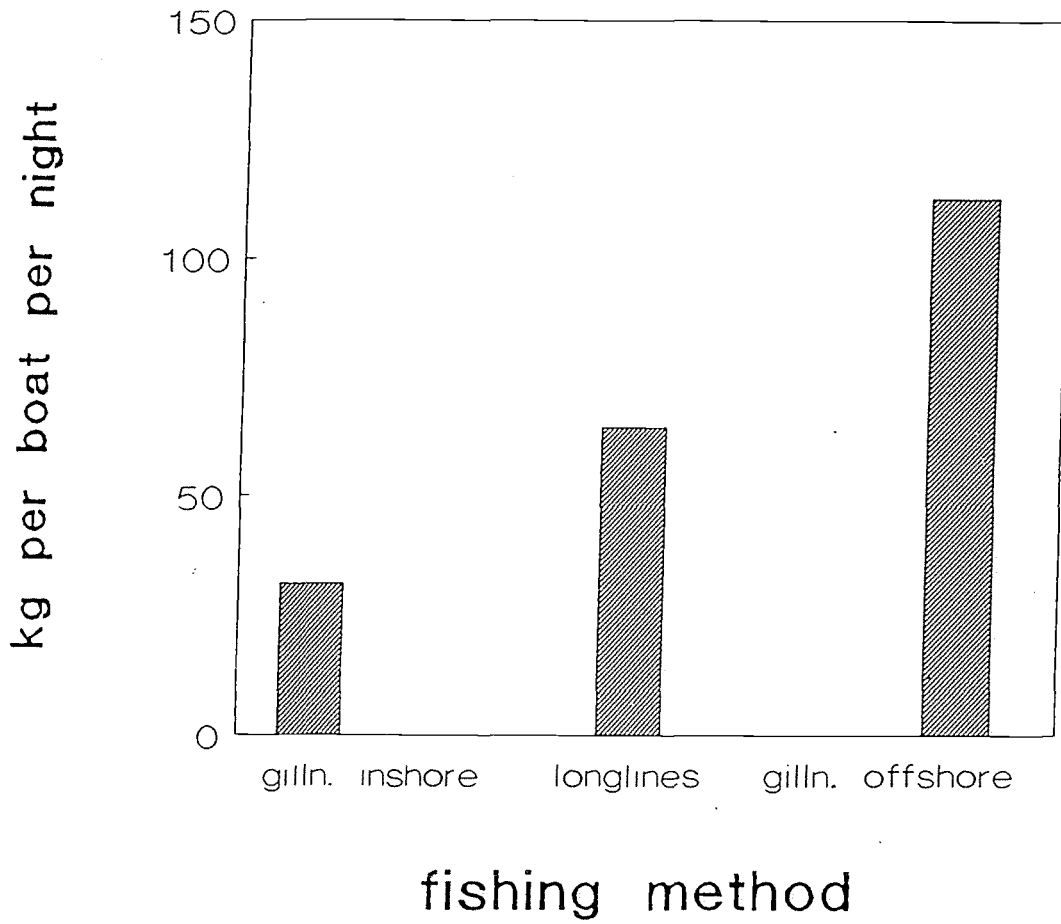 kg per boat per night
150
100
50
0
gilln. inshore
longlines
gilln. offshore
fishing method